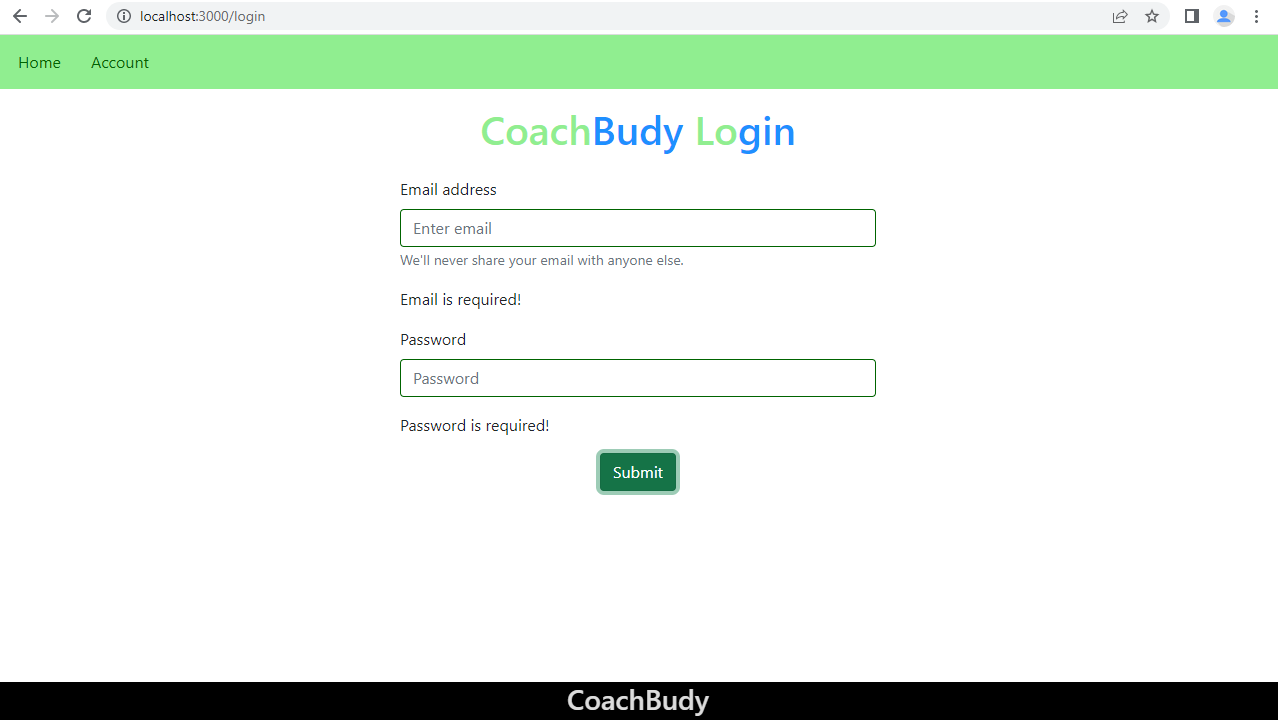 localhost:3000/login
Home Account
CoachBudy Login
Email address
Enter email
We'll never share your email with anyone else.
Email is required!
Password
Password
Password is required!
Submit
CoachBudy